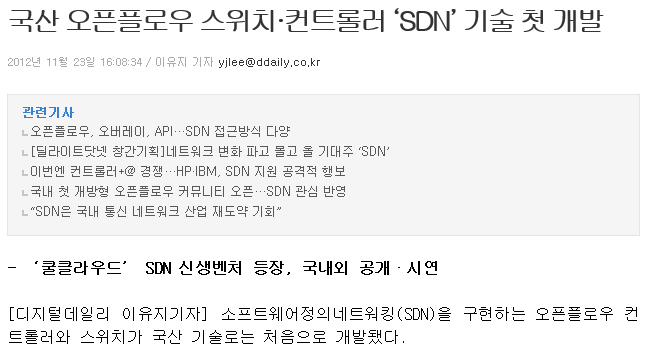 국산 오픈플로우 스위치·컨트롤러 ‘SDN’ 기술 첫 개발
2012년 11월 23일 16:08:34 / 이유지 기자 yjlee@ddaily.co.kr
관련기사
오픈플로우, 오버레이, API…SDN 접근방식 다양
[딜라이트닷넷 창간기획]네트워크 변화 파고 몰고 올 기대주 ‘SDN’
이번엔 컨트롤러+@ 경쟁…HP·IBM, SDN 지원 공격적 행보
국내 첫 개방형 오픈플로우 커뮤니티 오픈…SDN 관심 반영
“SDN은 국내 통신 네트워크 산업 재도약 기회”
- ‘쿨클라우드’ SDN 신생벤처 등장, 국내외 공개·시연
[디지털데일리 이유지기자] 소프트웨어정의네트워킹(SDN)을 구현하는 오픈플로우 컨
트롤러와 스위치가 국산 기술로는 처음으로 개발됐다.